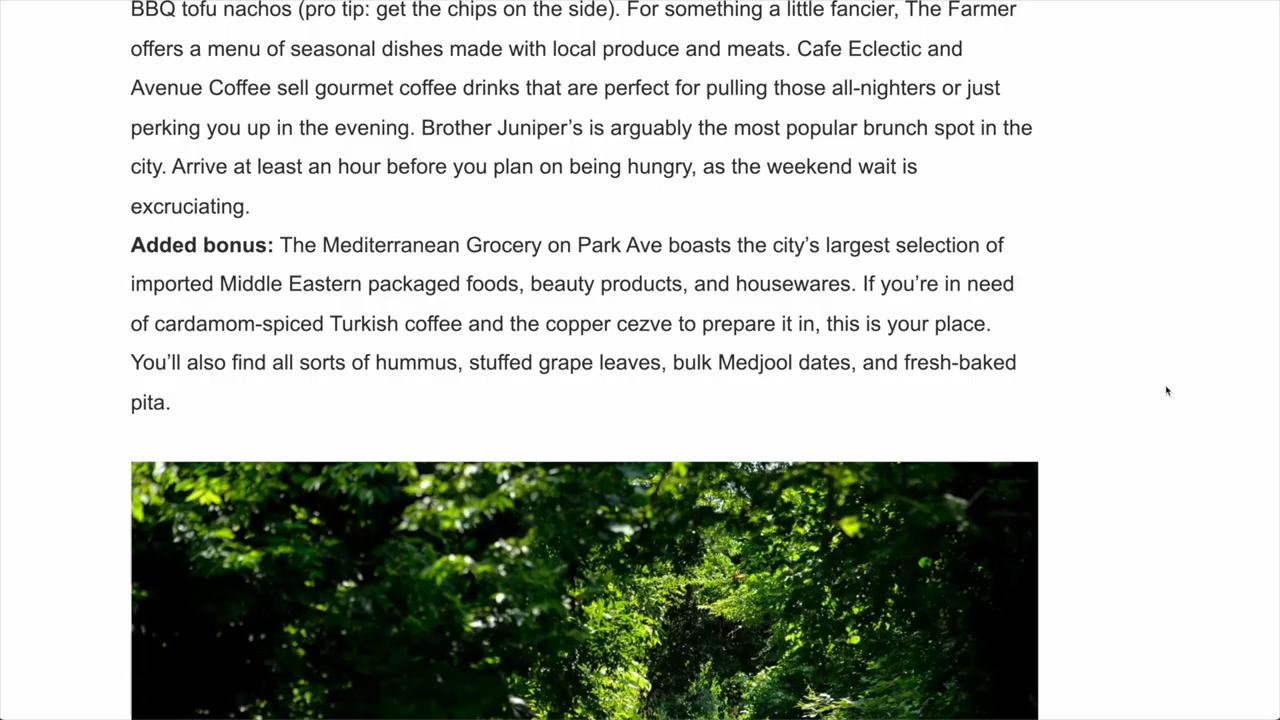 BBQ tofu nachos (pro tip: get the chips on the side). For something a little fancier, The Farmer
offers a menu of seasonal dishes made with local produce and meats. Cafe Eclectic and
Avenue Coffee sell gourmet coffee drinks that are perfect for pulling those all-nighters or just
perking you up in the evening. Brother Juniper’s is arguably the most popular brunch spot in the
city. Arrive at least an hour before you plan on being hungry, as the weekend wait is
excruciating.
Added bonus: The Mediterranean Grocery on Park Ave boasts the city’s largest selection of
imported Middle Eastern packaged foods, beauty products, and housewares. If you’re in need
of cardamom-spiced Turkish coffee and the copper cezve to prepare it in, this is your place.
You’ll also find all sorts of hummus, stuffed grape leaves, bulk Medjool dates, and fresh-baked
pita.